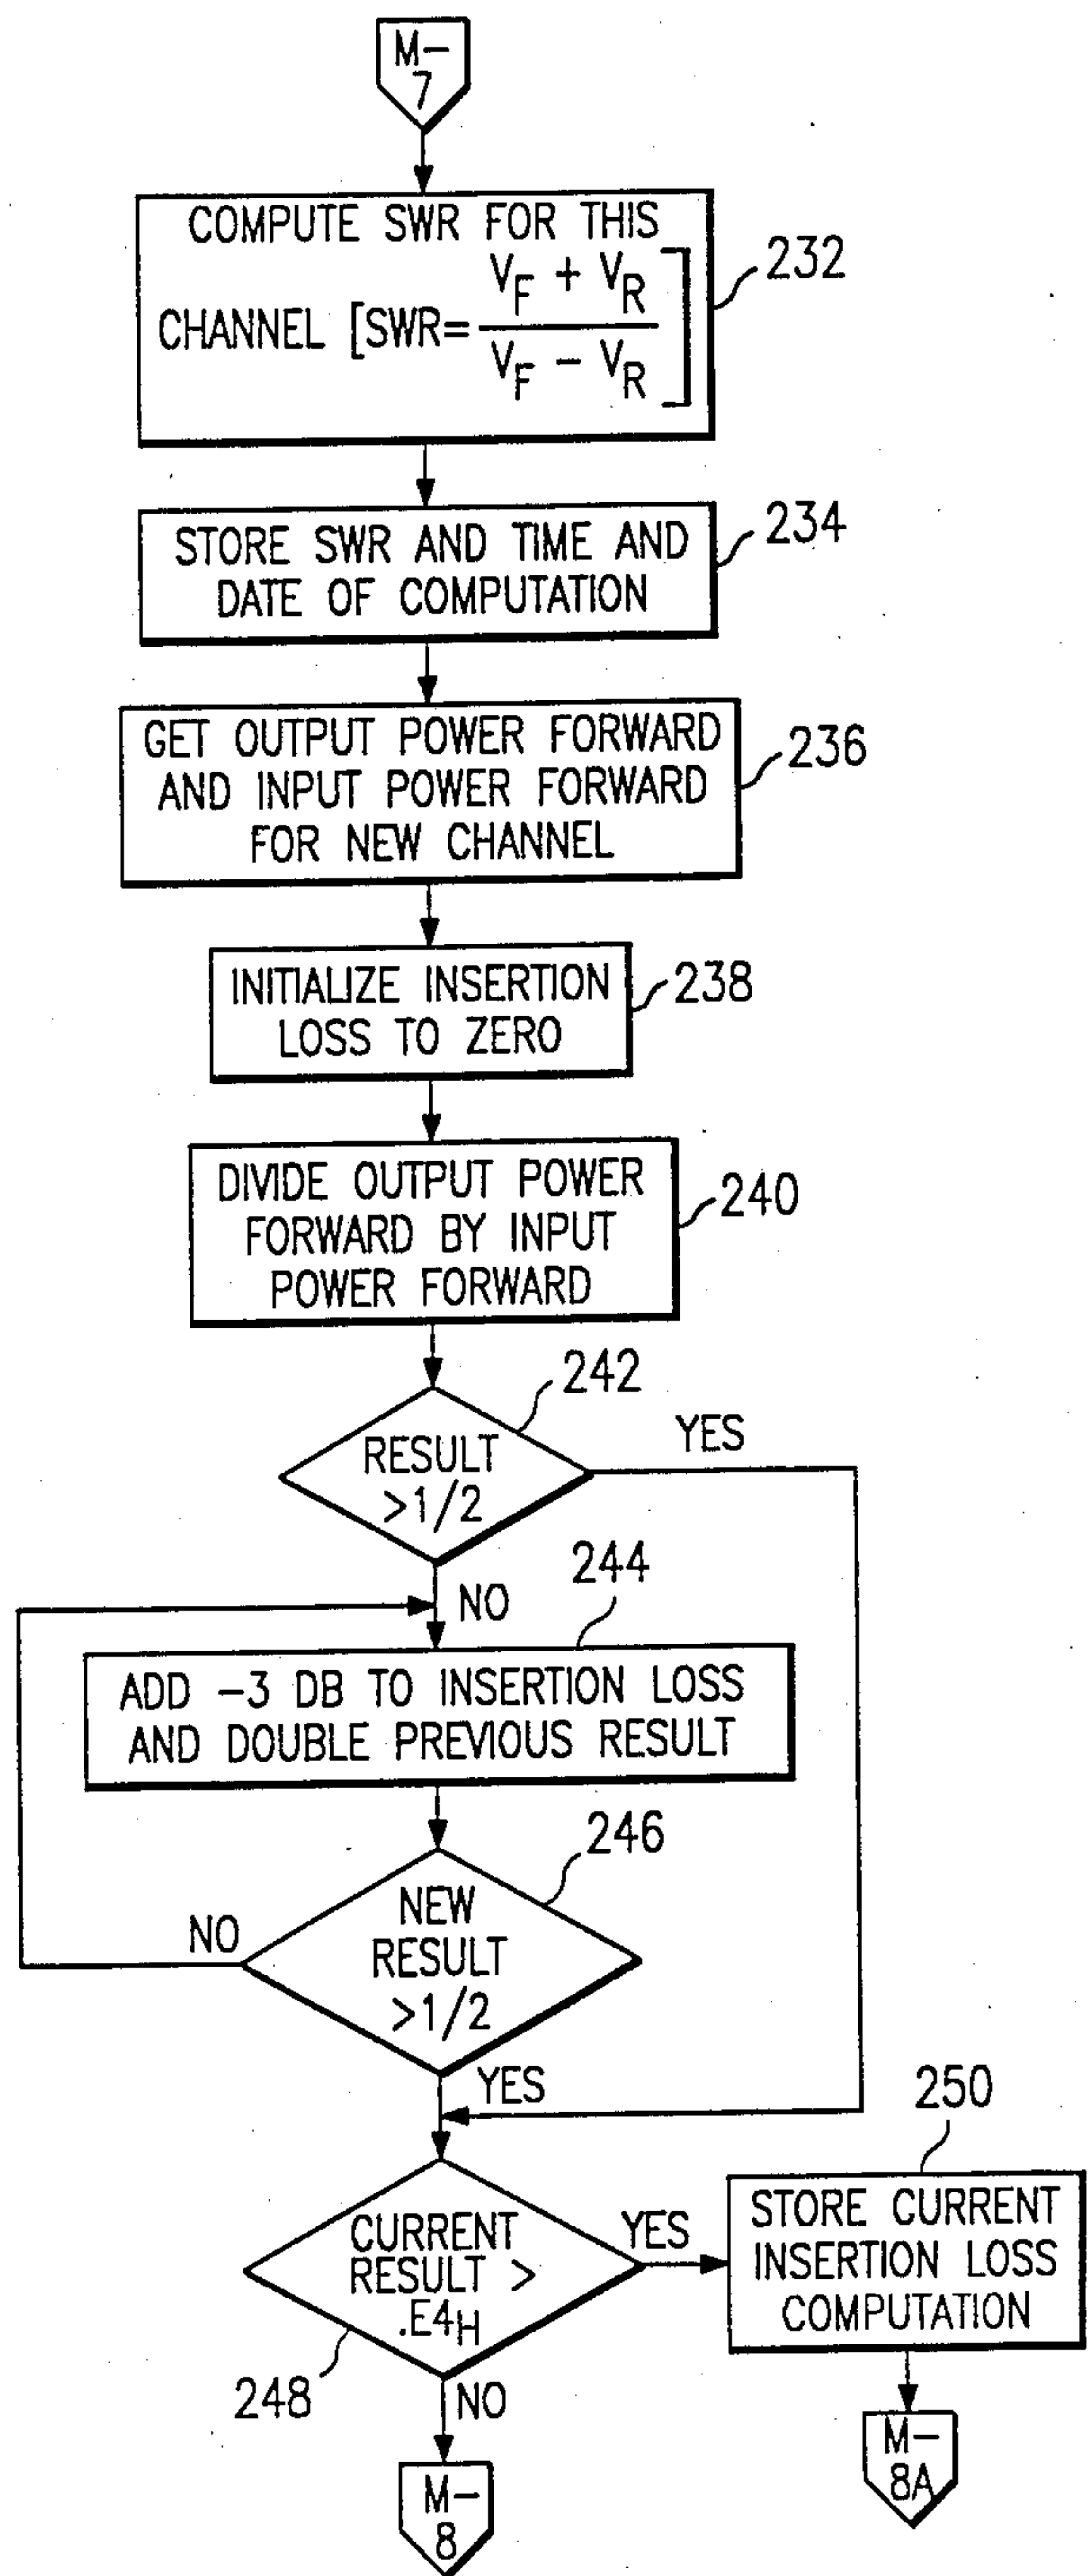 M-
7
COMPUTE SWR FOR THIS
CHANNEL [SWR= V_F + V_R / V_F - V_R ]
232
STORE SWR AND TIME AND
DATE OF COMPUTATION
234
GET OUTPUT POWER FORWARD
AND INPUT POWER FORWARD
FOR NEW CHANNEL
236
INITIALIZE INSERTION
LOSS TO ZERO
238
DIVIDE OUTPUT POWER
FORWARD BY INPUT
POWER FORWARD
240
242
RESULT
>1/2
YES
NO
244
ADD -3 DB TO INSERTION LOSS
AND DOUBLE PREVIOUS RESULT
246
NEW
RESULT
>1/2
NO
YES
250
CURRENT
RESULT >
.E4H
YES
STORE CURRENT
INSERTION LOSS
COMPUTATION
248
NO
M-
8
M-
8A